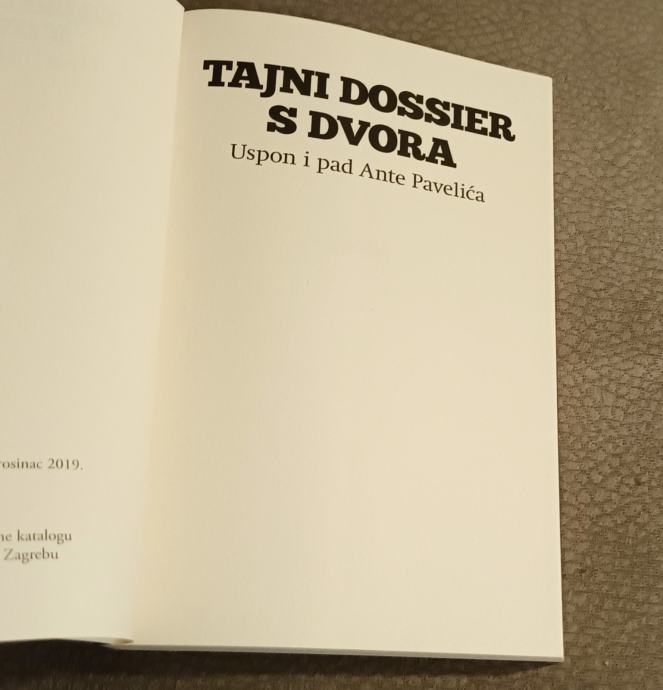 rosinac 2019.
ne katalogu
Zagrebu
TAJNI DOSSIER
S DVORA
Uspon i pad Ante Pavelića